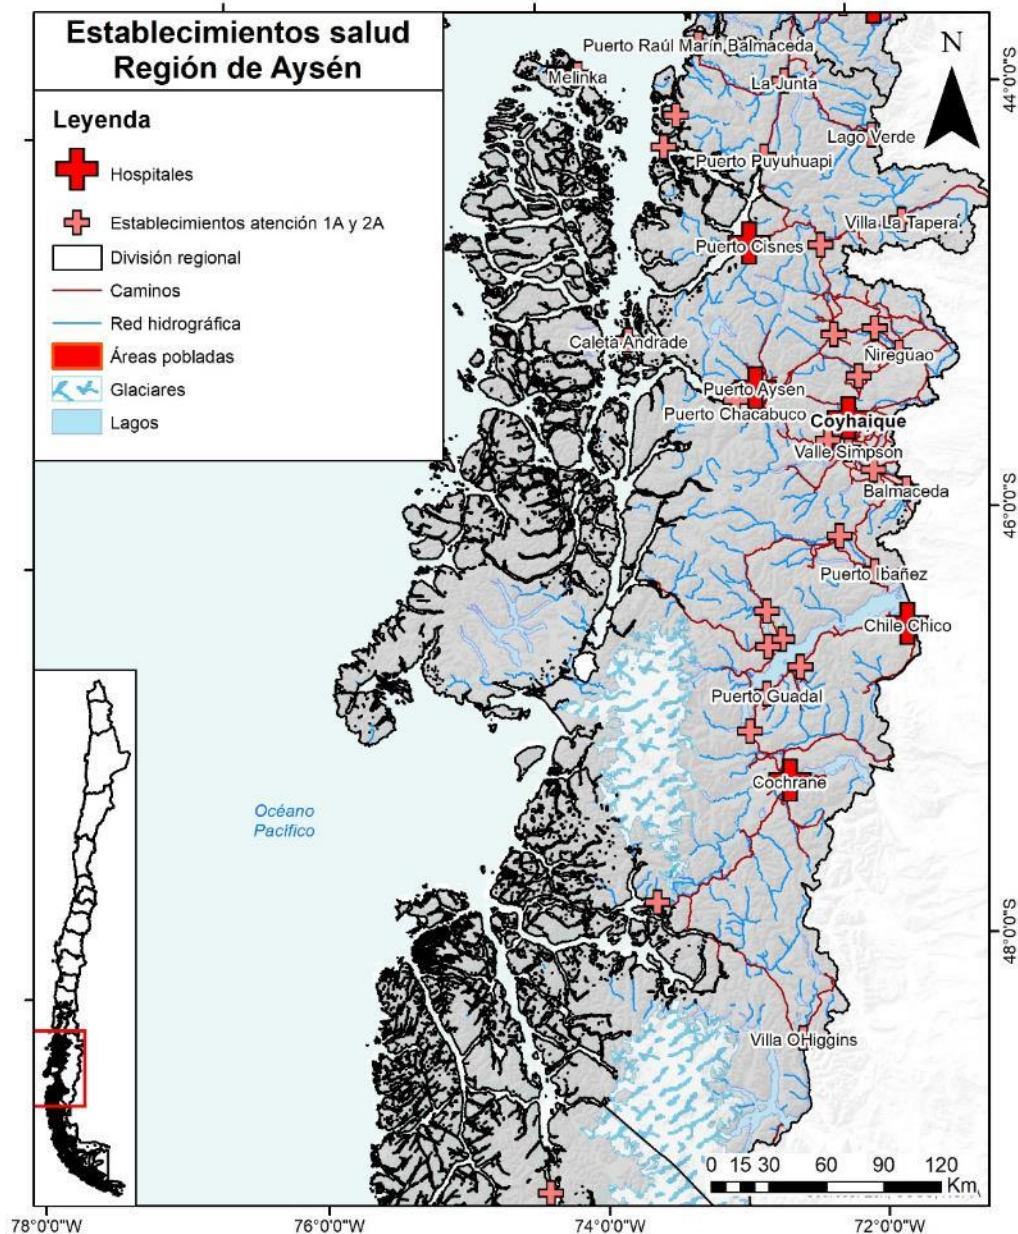 Establecimientos salud
Región de Aysén
Leyenda
Hospitales
Establecimientos atención 1A y 2A
División regional
Caminos
Red hidrográfica
Áreas pobladas
Glaciares
Lagos
N
Puerto Raúl Marín Balmaceda
Melinka
La Junta
44°0'0"S
Lago Verde
Puerto Puyuhuapi
Villa La Tapera
Puerto Cisnes
Caleta Andrade
Ñireguao
Puerto Aysen
Puerto Chacabuco
Coyhaique
Valle Simpson
Balmaceda
46°0'0"S
Puerto Ibañez
Chile Chico
Puerto Guadal
Cochrane
Océano
Pacífico
48°0'0"S
Villa OHiggins
0 15 30 60 90 120
Km
78°0'0"W 76°0'0"W 74°0'0"W 72°0'0"W